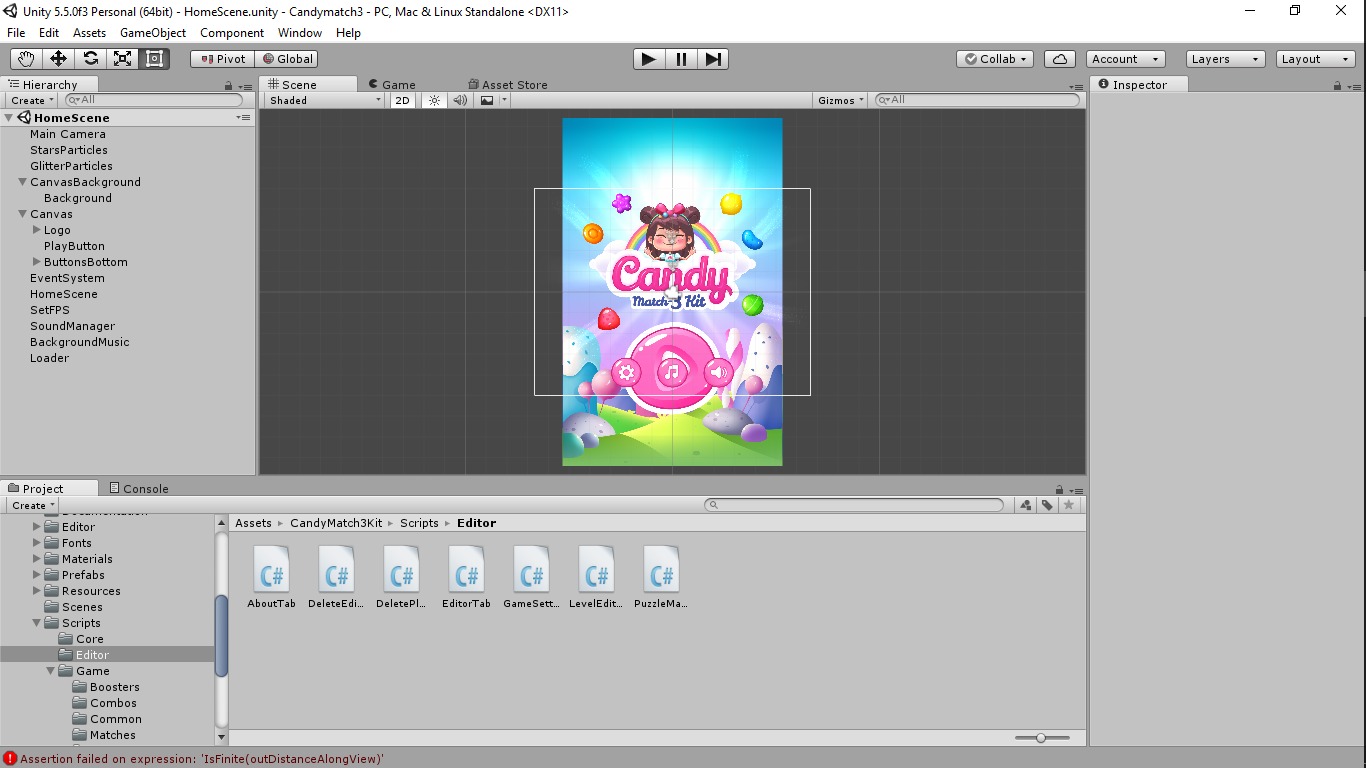 Unity 5.5.0f3 Personal (64bit) - HomeScene.unity - Candymatch3 - PC, Mac & Linux Standalone <DX11>
File Edit Assets GameObject Component Window Help
Pivot Global Collab Account Layers Layout
Hierarchy
Create All
HomeScene
Main Camera
StarsParticles
GlitterParticles
CanvasBackground
Background
Canvas
Logo
PlayButton
ButtonsBottom
EventSystem
HomeScene
SetFPS
SoundManager
BackgroundMusic
Loader
Scene Game Asset Store
Shaded 2D Gizmos All
Candy
Match-3 Kit
Inspector
Project Console
Create
Documentation
Editor
Fonts
Materials
Prefabs
Resources
Scenes
Scripts
Core
Editor
Game
Boosters
Combos
Common
Matches
Assets CandyMatch3Kit Scripts Editor
AboutTab DeleteEdi... DeletePl... EditorTab GameSett... LevelEdit... PuzzleMa...
C# C# C# C# C# C# C#
Assertion failed on expression: 'IsFinite(outDistanceAlongView)'